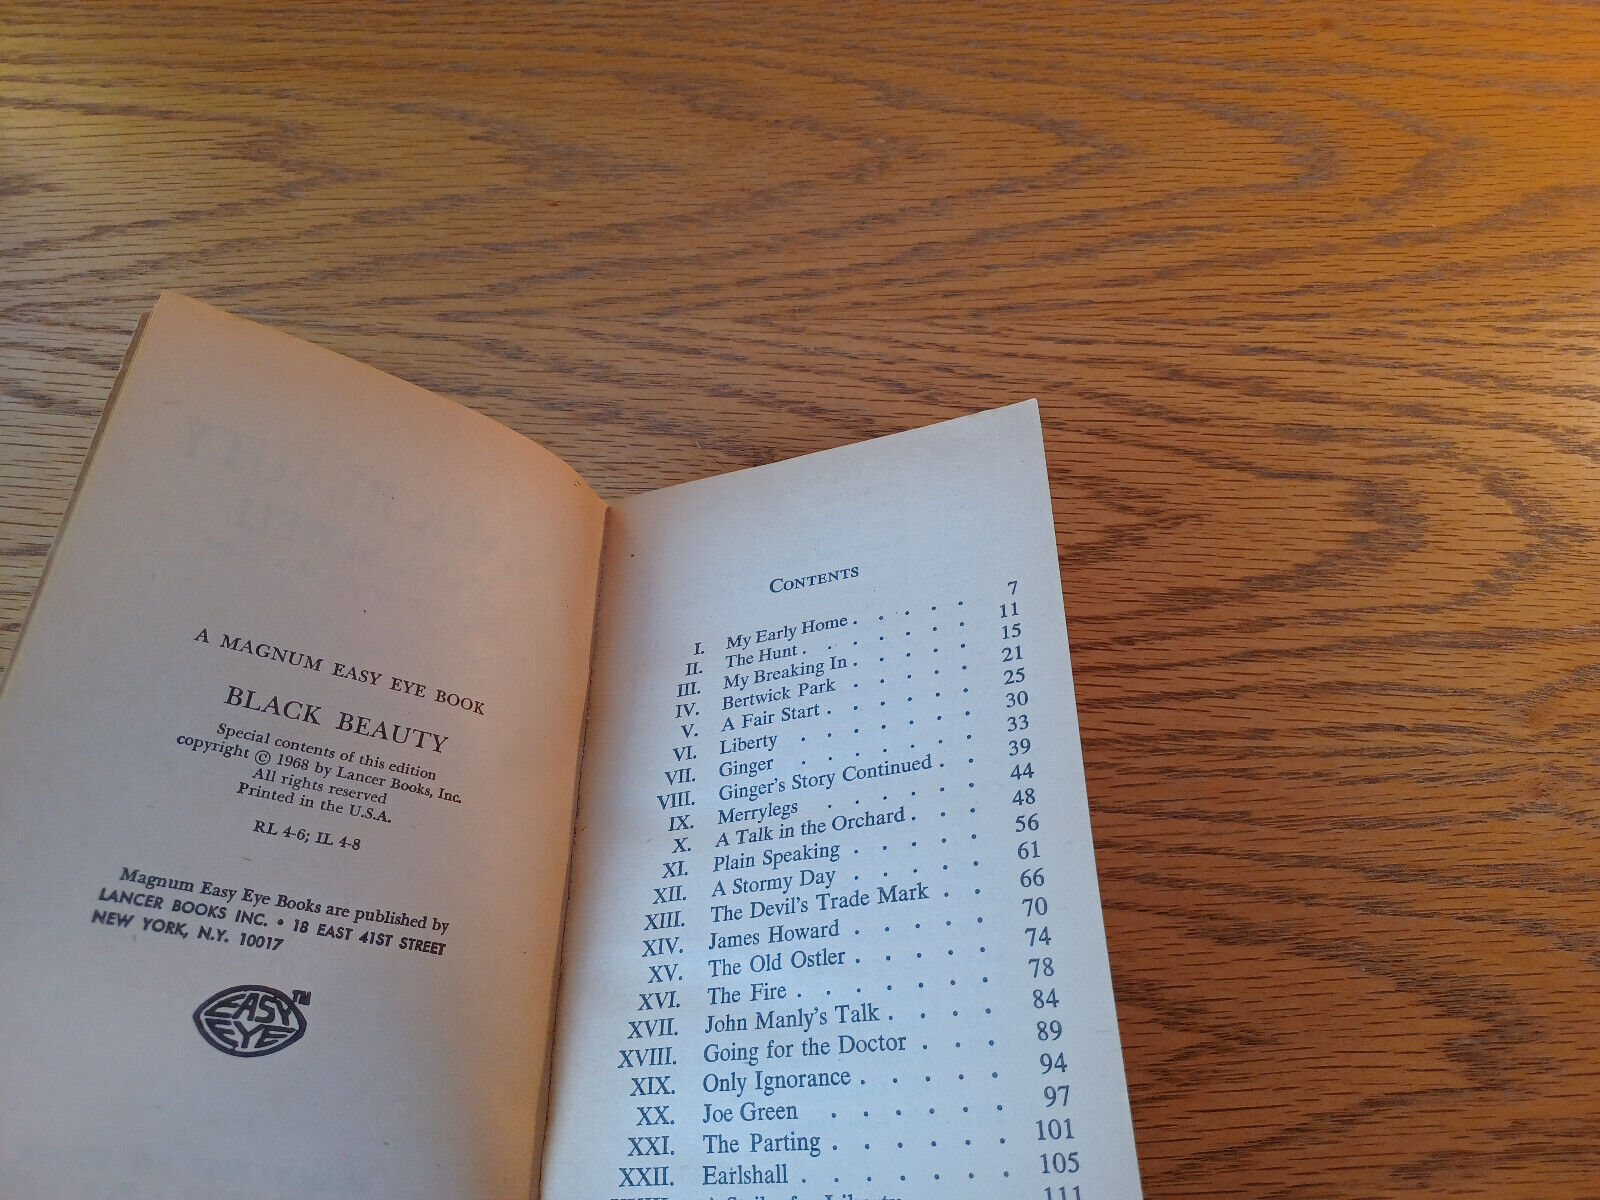 A MAGNUM EASY EYE BOOK
BLACK BEAUTY
Special contents of this edition
copyright © 1968 by Lancer Books, Inc.
All rights reserved
Printed in the U.S.A.
RL 4-6; IL 4-8
Magnum Easy Eye Books are published by
LANCER BOOKS INC. • 18 EAST 41ST STREET
NEW YORK, N.Y. 10017
EASY EYE™
CONTENTS
I. My Early Home . . . . . 7
II. The Hunt . . . . . . 11
III. My Breaking In . . . . . 15
IV. Bertwick Park . . . . . 21
V. A Fair Start . . . . . . 25
VI. Liberty . . . . . . 30
VII. Ginger . . . . . . 33
VIII. Ginger's Story Continued . . 39
IX. Merrylegs . . . . . . 44
X. A Talk in the Orchard . . . 48
XI. Plain Speaking . . . . . 56
XII. A Stormy Day . . . . . 61
XIII. The Devil's Trade Mark . . 66
XIV. James Howard . . . . . 70
XV. The Old Ostler . . . . . 74
XVI. The Fire . . . . . . . 78
XVII. John Manly's Talk . . . . 84
XVIII. Going for the Doctor . . . 89
XIX. Only Ignorance . . . . . 94
XX. Joe Green . . . . . . 97
XXI. The Parting . . . . . . 101
XXII. Earlshall . . . . . . . 105
111